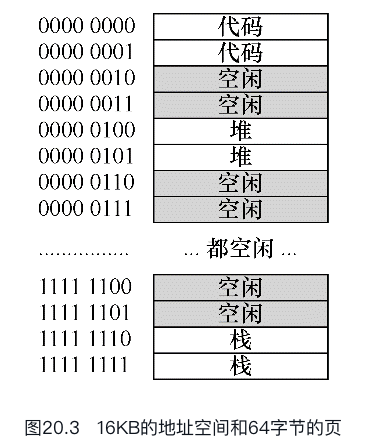 0000 0000 代码
0000 0001 代码
0000 0010 空闲
0000 0011 空闲
0000 0100 堆
0000 0101 堆
0000 0110 空闲
0000 0111 空闲
................ ... 都空闲 ...
1111 1100 空闲
1111 1101 空闲
1111 1110 栈
1111 1111 栈
图20.3 16KB的地址空间和64字节的页